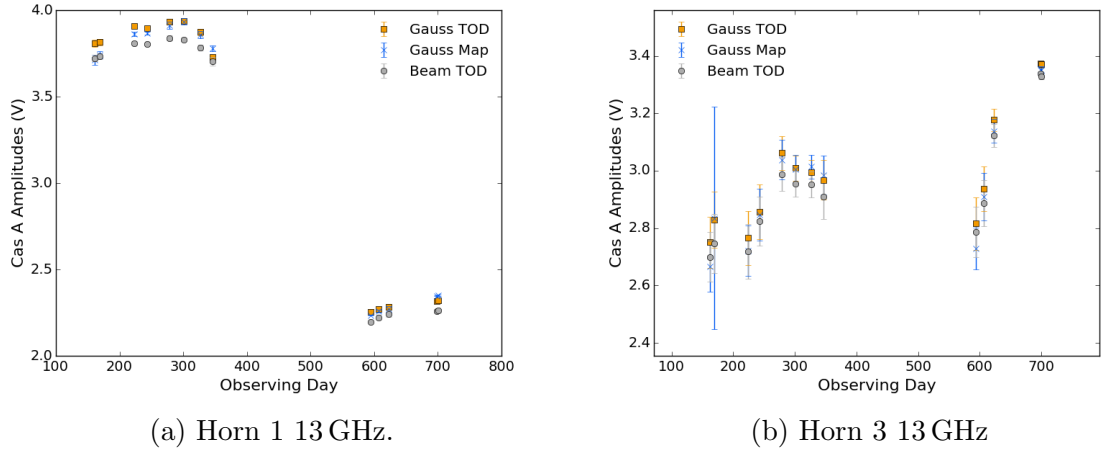 4.0
3.5
3.0
2.5
2.0
Cas A Amplitudes (V)
Gauss TOD
Gauss Map
Beam TOD
100 200 300 400 500 600 700 800
Observing Day
(a) Horn 1 13 GHz.
3.4
3.2
3.0
2.8
2.6
2.4
Cas A Amplitudes (V)
Gauss TOD
Gauss Map
Beam TOD
100 200 300 400 500 600 700
Observing Day
(b) Horn 3 13 GHz